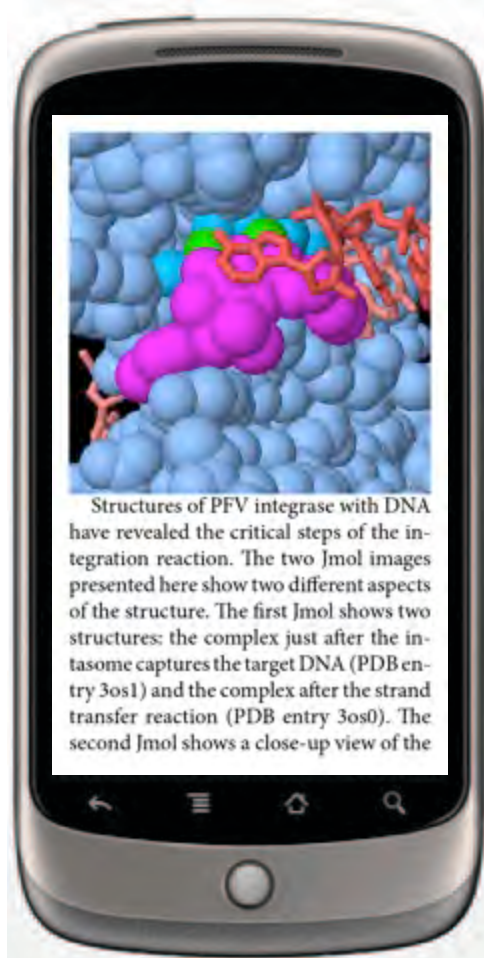 Structures of PFV integrase with DNA
have revealed the critical steps of the in-
tegration reaction. The two Jmol images
presented here show two different aspects
of the structure. The first Jmol shows two
structures: the complex just after the in-
tasome captures the target DNA (PDB en-
try 3os1) and the complex after the strand
transfer reaction (PDB entry 3os0). The
second Jmol shows a close-up view of the